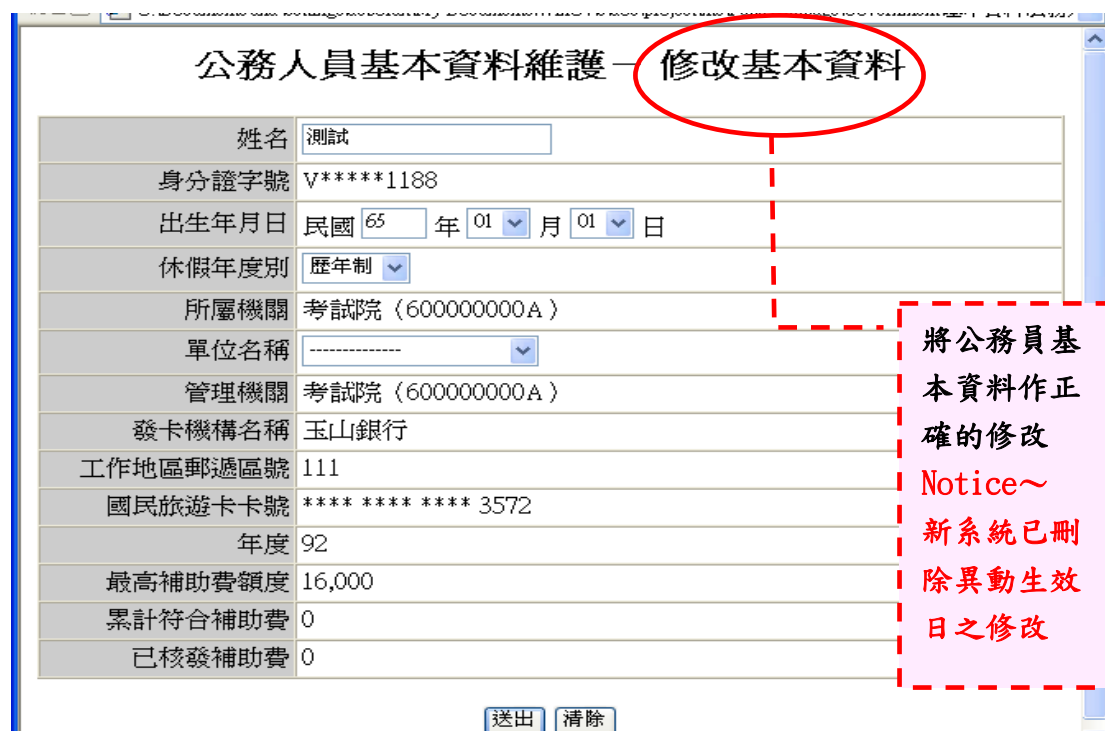 公務人員基本資料維護－ 修改基本資料
姓名 測試
身分證字號 V*****1188
出生年月日 民國 65 年 01 月 01 日
休假年度別 歷年制
所屬機關 考試院（600000000A）
單位名稱 --------------
管理機關 考試院（600000000A）
發卡機構名稱 玉山銀行
工作地區郵遞區號 111
國民旅遊卡卡號 **** **** **** 3572
年度 92
最高補助費額度 16,000
累計符合補助費 0
已核發補助費 0
送出 清除
將公務員基
本資料作正
確的修改
Notice～
新系統已刪
除異動生效
日之修改